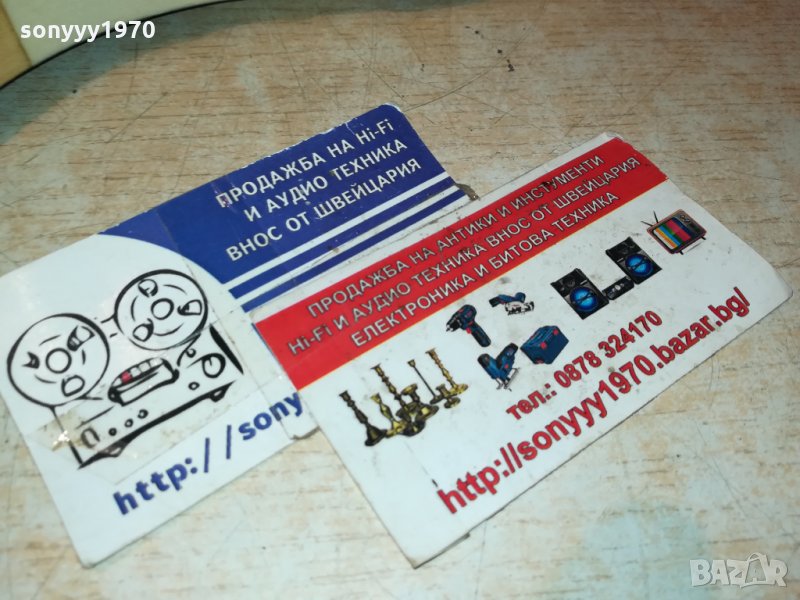 sonyyy1970
ПРОДАЖБА НА Hi-Fi
И АУДИО ТЕХНИКА
ВНОС ОТ ШВЕЙЦАРИЯ
http://sony
ПРОДАЖБА НА АНТИКИ И ИНСТУМЕНТИ
Hi-Fi И АУДИО ТЕХНИКА ВНОС ОТ ШВЕЙЦАРИЯ
ЕЛЕКТРОНИКА И БИТОВА ТЕХНИКА
тел.: 0878 324170
http://sonyyy1970.bazar.bg/
BAZAR